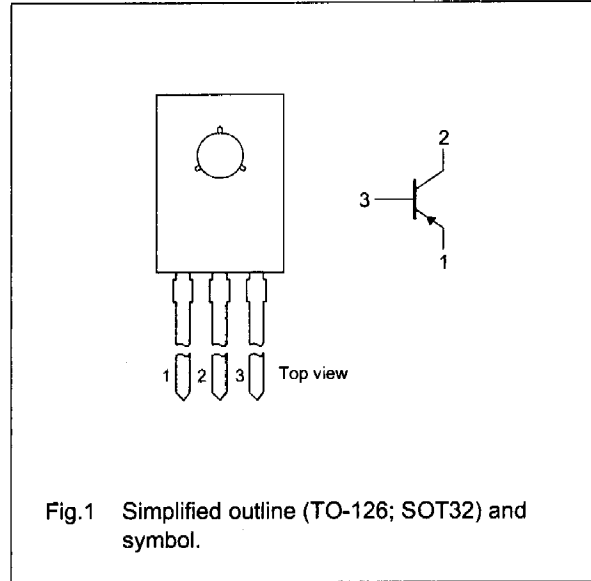 2
3
1
1 2 3 Top view
Fig.1 Simplified outline (TO-126; SOT32) and
symbol.